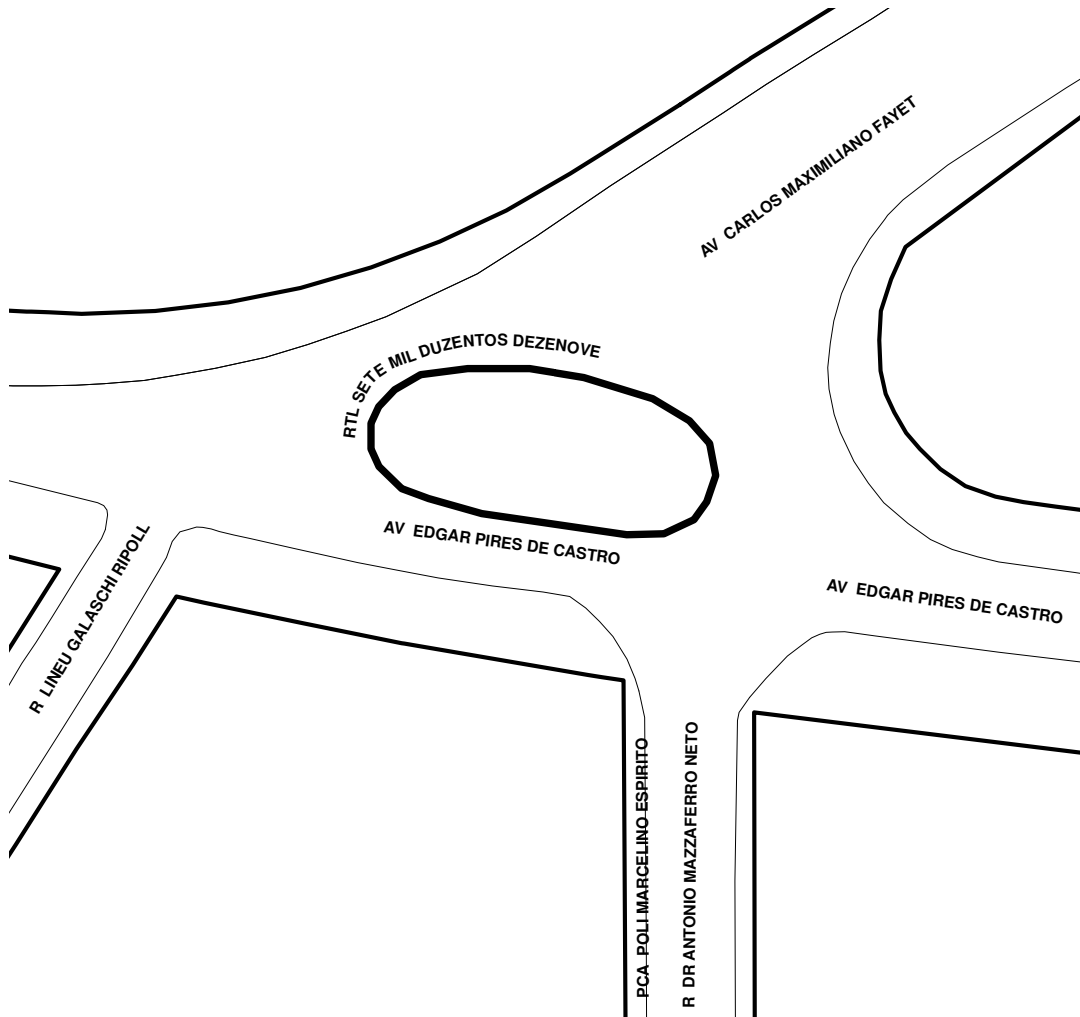 AV CARLOS MAXIMILIANO FAYET
RTL SETE MIL DUZENTOS DEZENOVE
AV EDGAR PIRES DE CASTRO
R LINEU GALASCHI RIPOLL
AV EDGAR PIRES DE CASTRO
PCA POLI MARCELINO ESPIRITO
R DR ANTONIO MAZZAFERRO NETO